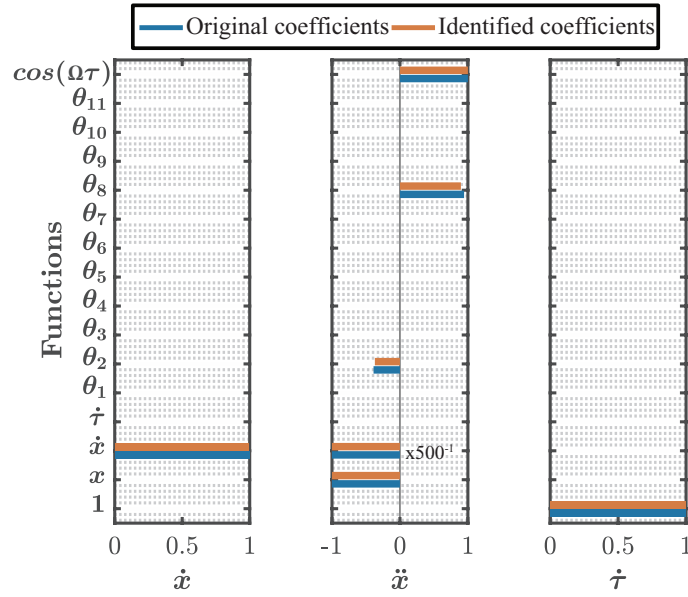 Original coefficients Identified coefficients
cos(Ωτ)
θ₁₁
θ₁₀
θ₉
θ₈
θ₇
θ₆
θ₅
θ₄
θ₃
θ₂
θ₁
τ̇
ẋ
x
1
Functions
x500⁻¹
0 0.5 1 -1 0 1 0 0.5 1
ẋ ẍ τ̇